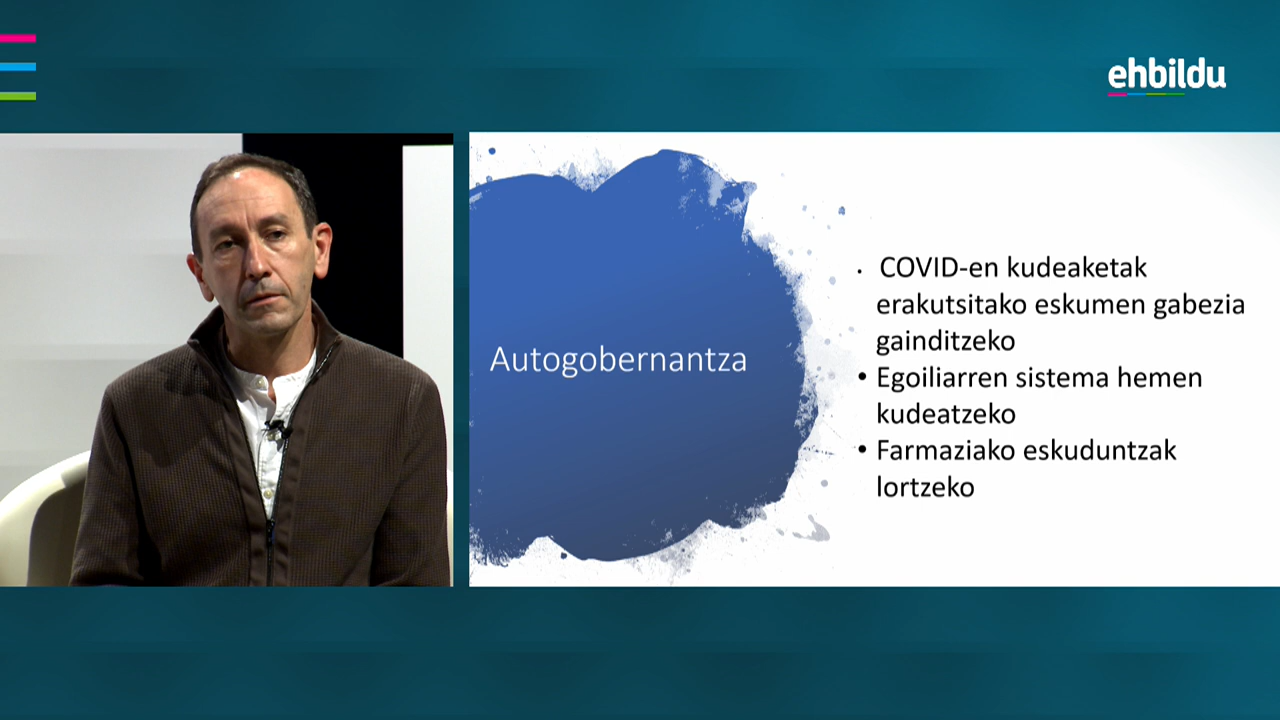 ehbildu
Autogobernantza
• COVID-en kudeaketak
erakutsitako eskumen gabezia
gainditzeko
• Egoiliarren sistema hemen
kudeatzeko
• Farmaziako eskuduntzak
lortzeko